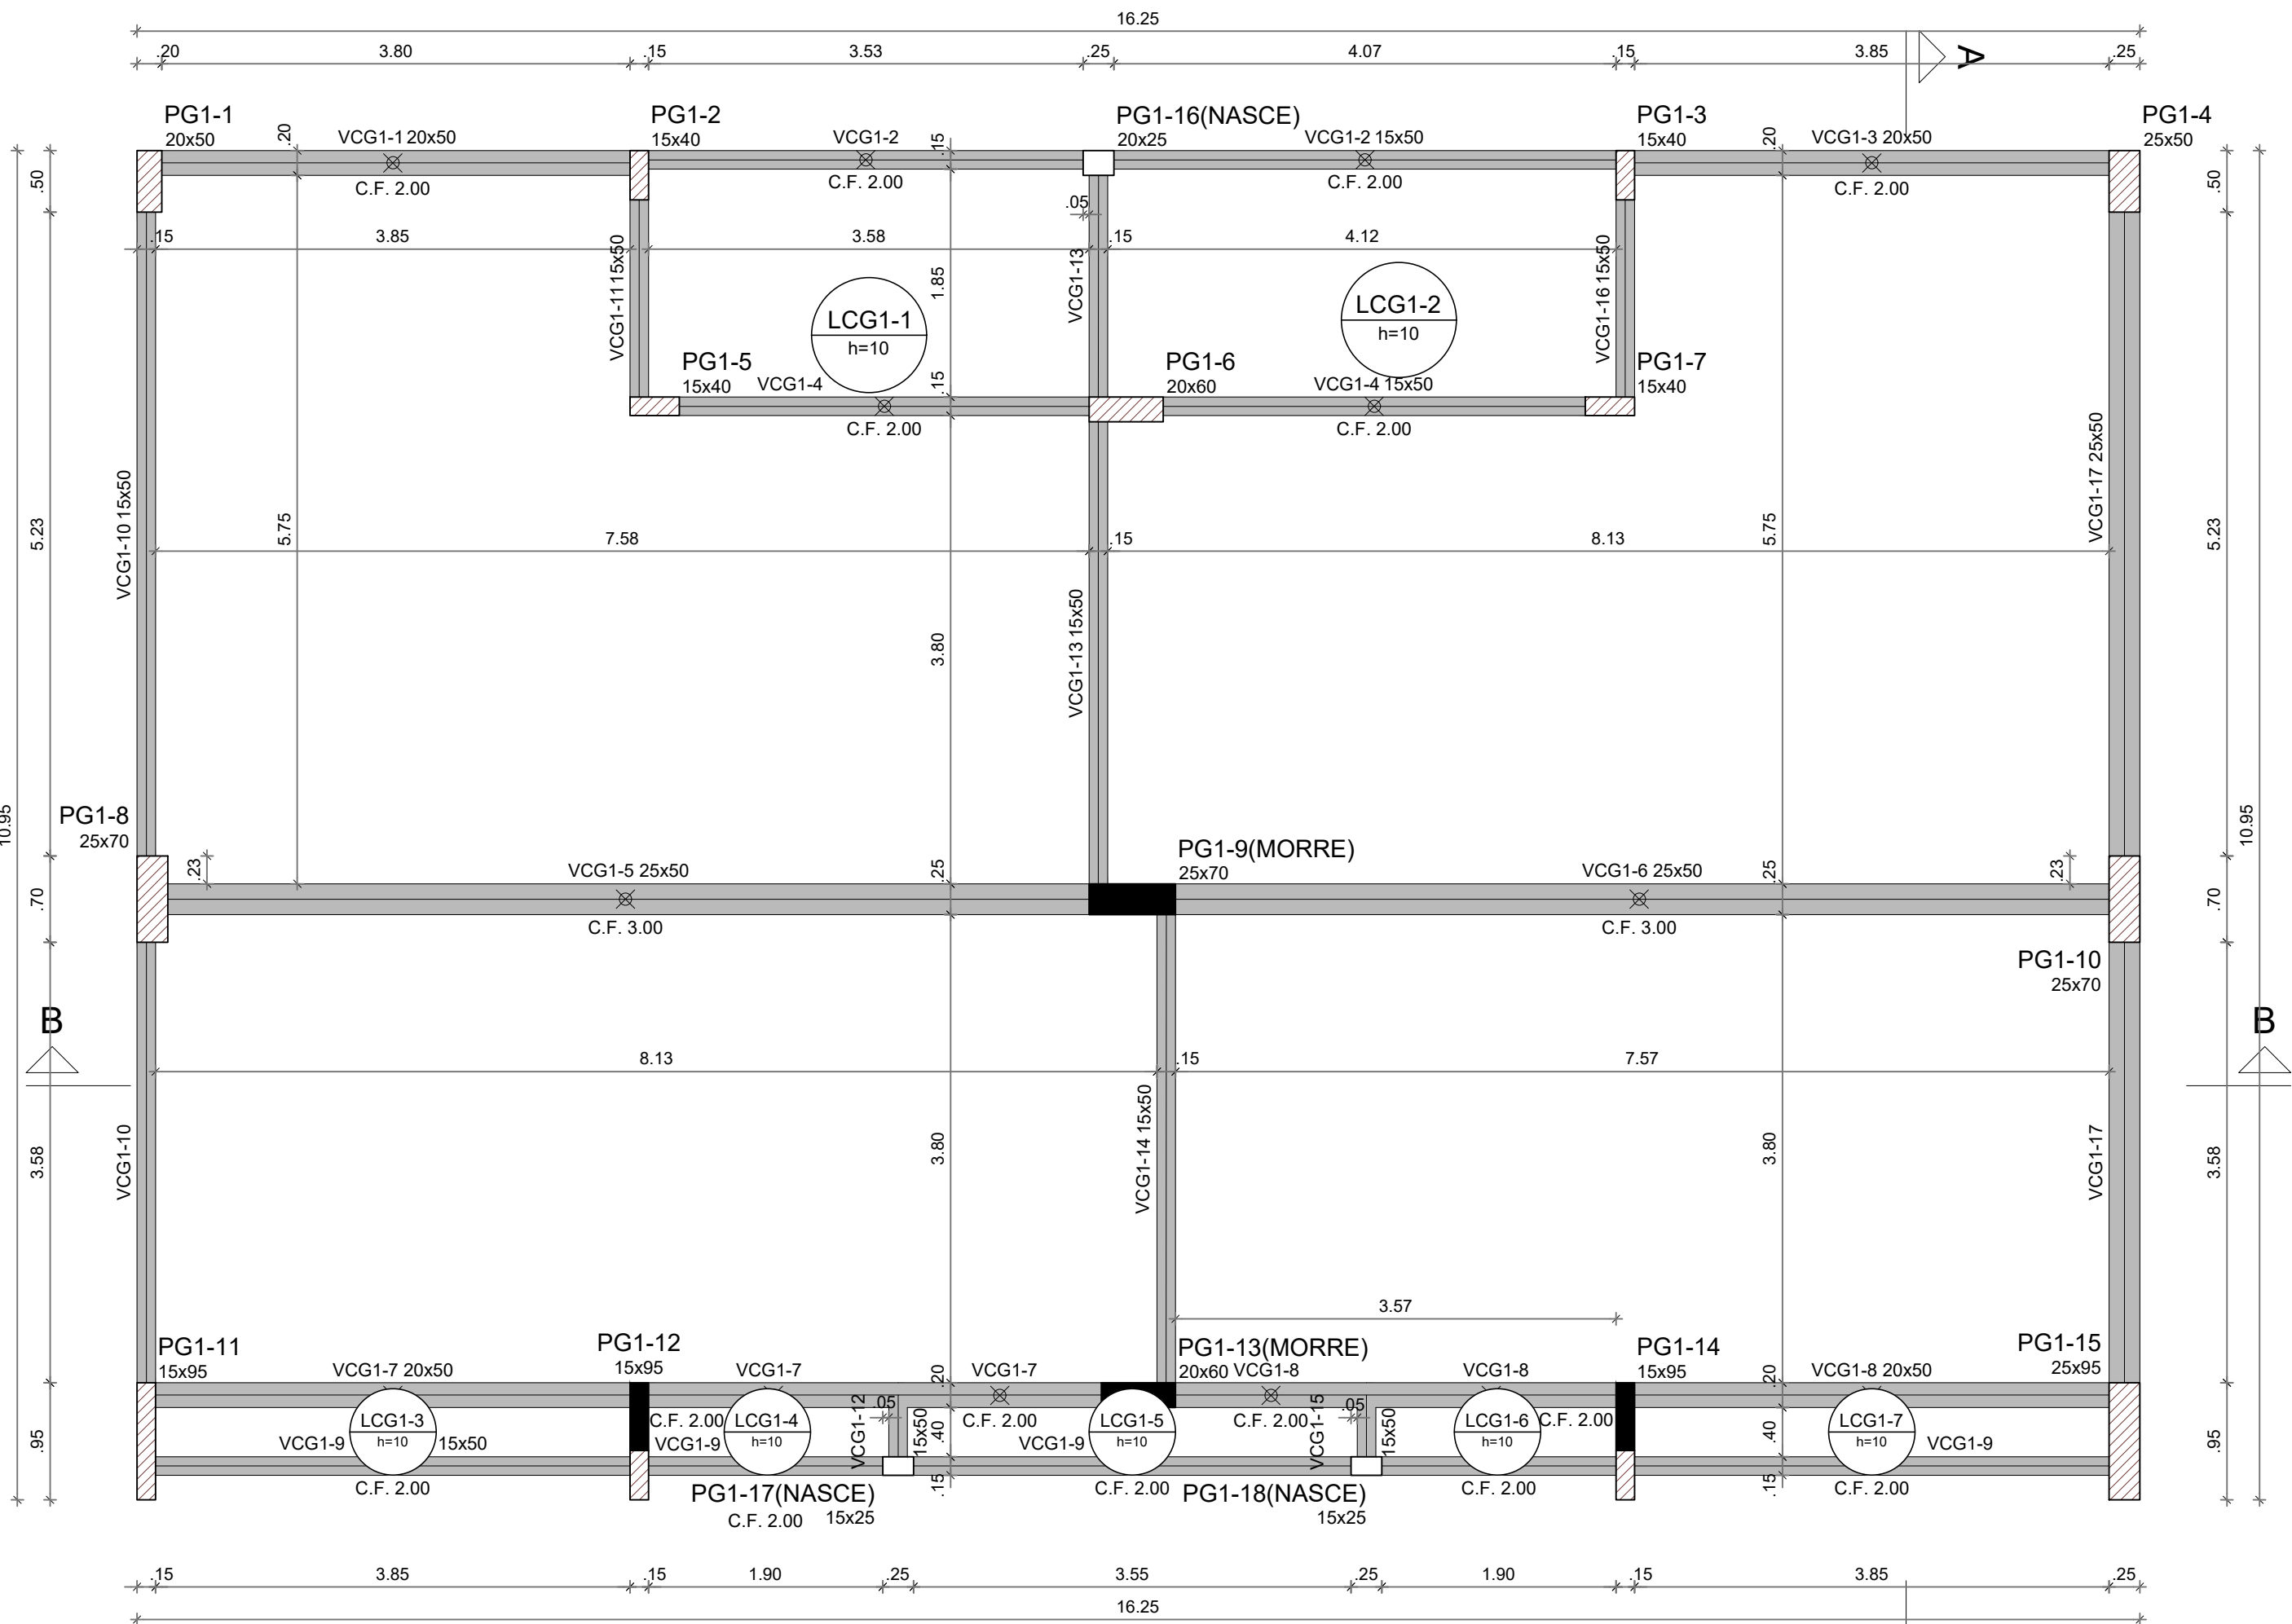 16.25
.20 3.80 .15 3.53 .25 4.07 .15 3.85 .25
A
PG1-1
20x50
.20
VCG1-1 20x50
C.F. 2.00
PG1-2
15x40
VCG1-2
C.F. 2.00
.15
PG1-16(NASCE)
20x25
VCG1-2 15x50
C.F. 2.00
PG1-3
15x40
.20
VCG1-3 20x50
C.F. 2.00
PG1-4
25x50
.50
.50
.05
.15 3.85 3.58 .15 4.12
VCG1-11 15x50
1.85
VCG1-13
VCG1-16 15x50
LCG1-1
h=10
LCG1-2
h=10
PG1-5
15x40
VCG1-4
.15
C.F. 2.00
PG1-6
20x60
VCG1-4 15x50
C.F. 2.00
PG1-7
15x40
VCG1-17 25x50
VCG1-10 15x50
5.23
5.75
7.58 .15 8.13
5.75
5.23
3.80
VCG1-13 15x50
10.95
10.95
PG1-8
25x70
.23
.70
VCG1-5 25x50
C.F. 3.00
.25
PG1-9(MORRE)
25x70
VCG1-6 25x50
C.F. 3.00
.25
.23
.70
PG1-10
25x70
B
B
8.13 .15 7.57
VCG1-10
3.58
3.80
VCG1-14 15x50
3.80
VCG1-17
3.58
3.57
PG1-11
15x95
VCG1-7 20x50
PG1-12
15x95
VCG1-7
.20
VCG1-7
PG1-13(MORRE)
20x60 VCG1-8
VCG1-8
PG1-14
15x95
.20
VCG1-8 20x50
PG1-15
25x95
.95
LCG1-3
h=10
VCG1-9 15x50
C.F. 2.00
C.F. 2.00
VCG1-9
LCG1-4
h=10
VCG1-12
.05
15x50
.40
C.F. 2.00
VCG1-9
LCG1-5
h=10
C.F. 2.00
VCG1-15
.05
15x50
LCG1-6
h=10
C.F. 2.00
.40
LCG1-7
h=10
VCG1-9
.95
C.F. 2.00
PG1-17(NASCE)
C.F. 2.00 15x25
.15
C.F. 2.00
PG1-18(NASCE)
15x25
C.F. 2.00
.15
C.F. 2.00
.15 3.85 .15 1.90 .25 3.55 .25 1.90 .15 3.85 .25
16.25